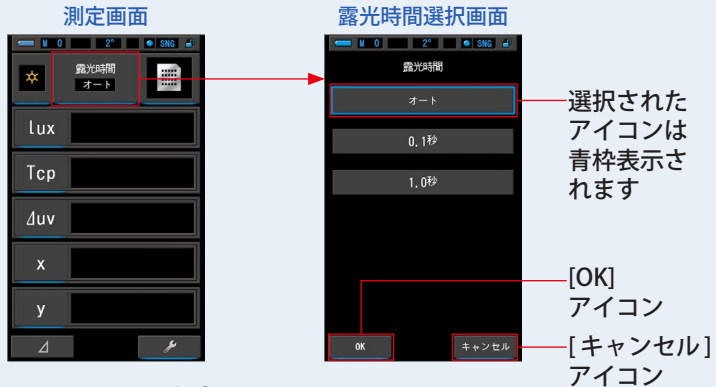 測定画面
M 0 2° SNG
露光時間
オート
lux
Tcp
⊿uv
x
y
⊿
露光時間選択画面
M 0 2° SNG
露光時間
オート
0.1秒
1.0秒
OK
キャンセル
選択された
アイコンは
青枠表示さ
れます
[OK]
アイコン
[キャンセル]
アイコン